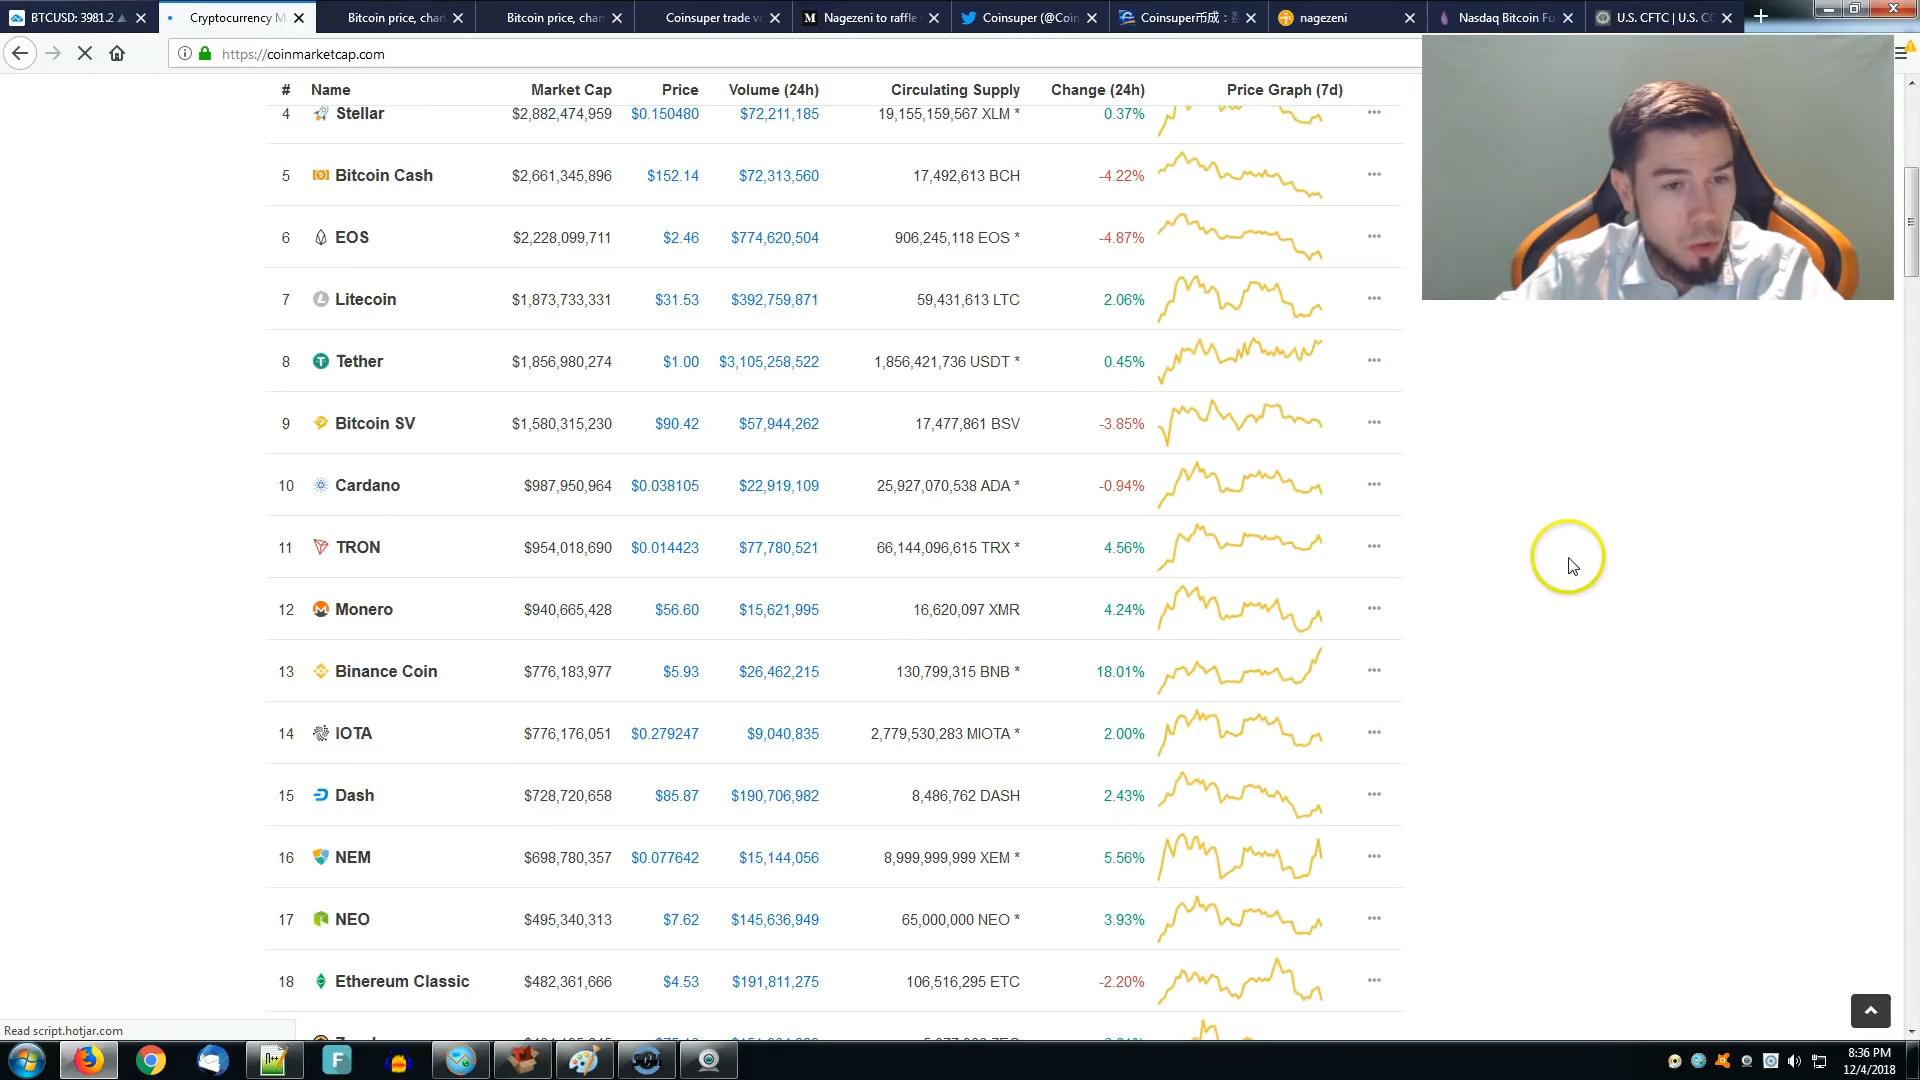 BTCUSD: 3981.2
Cryptocurrency M
Bitcoin price, char
Bitcoin price, char
Coinsuper trade vo
Nagezeni to raffle
Coinsuper (@Coin
Coinsuper币成：
nagezeni
Nasdaq Bitcoin Fu
U.S. CFTC | U.S. CO
https://coinmarketcap.com
# Name Market Cap Price Volume (24h) Circulating Supply Change (24h) Price Graph (7d)
4 Stellar $2,882,474,959 $0.150480 $72,211,185 19,155,159,567 XLM * 0.37%
5 Bitcoin Cash $2,661,345,896 $152.14 $72,313,560 17,492,613 BCH -4.22%
6 EOS $2,228,099,711 $2.46 $774,620,504 906,245,118 EOS * -4.87%
7 Litecoin $1,873,733,331 $31.53 $392,759,871 59,431,613 LTC 2.06%
8 Tether $1,856,980,274 $1.00 $3,105,258,522 1,856,421,736 USDT * 0.45%
9 Bitcoin SV $1,580,315,230 $90.42 $57,944,262 17,477,861 BSV -3.85%
10 Cardano $987,950,964 $0.038105 $22,919,109 25,927,070,538 ADA * -0.94%
11 TRON $954,018,690 $0.014423 $77,780,521 66,144,096,615 TRX * 4.56%
12 Monero $940,665,428 $56.60 $15,621,995 16,620,097 XMR 4.24%
13 Binance Coin $776,183,977 $5.93 $26,462,215 130,799,315 BNB * 18.01%
14 IOTA $776,176,051 $0.279247 $9,040,835 2,779,530,283 MIOTA * 2.00%
15 Dash $728,720,658 $85.87 $190,706,982 8,486,762 DASH 2.43%
16 NEM $698,780,357 $0.077642 $15,144,056 8,999,999,999 XEM * 5.56%
17 NEO $495,340,313 $7.62 $145,636,949 65,000,000 NEO * 3.93%
18 Ethereum Classic $482,361,666 $4.53 $191,811,275 106,516,295 ETC -2.20%
Read script.hotjar.com
8:36 PM
12/4/2018